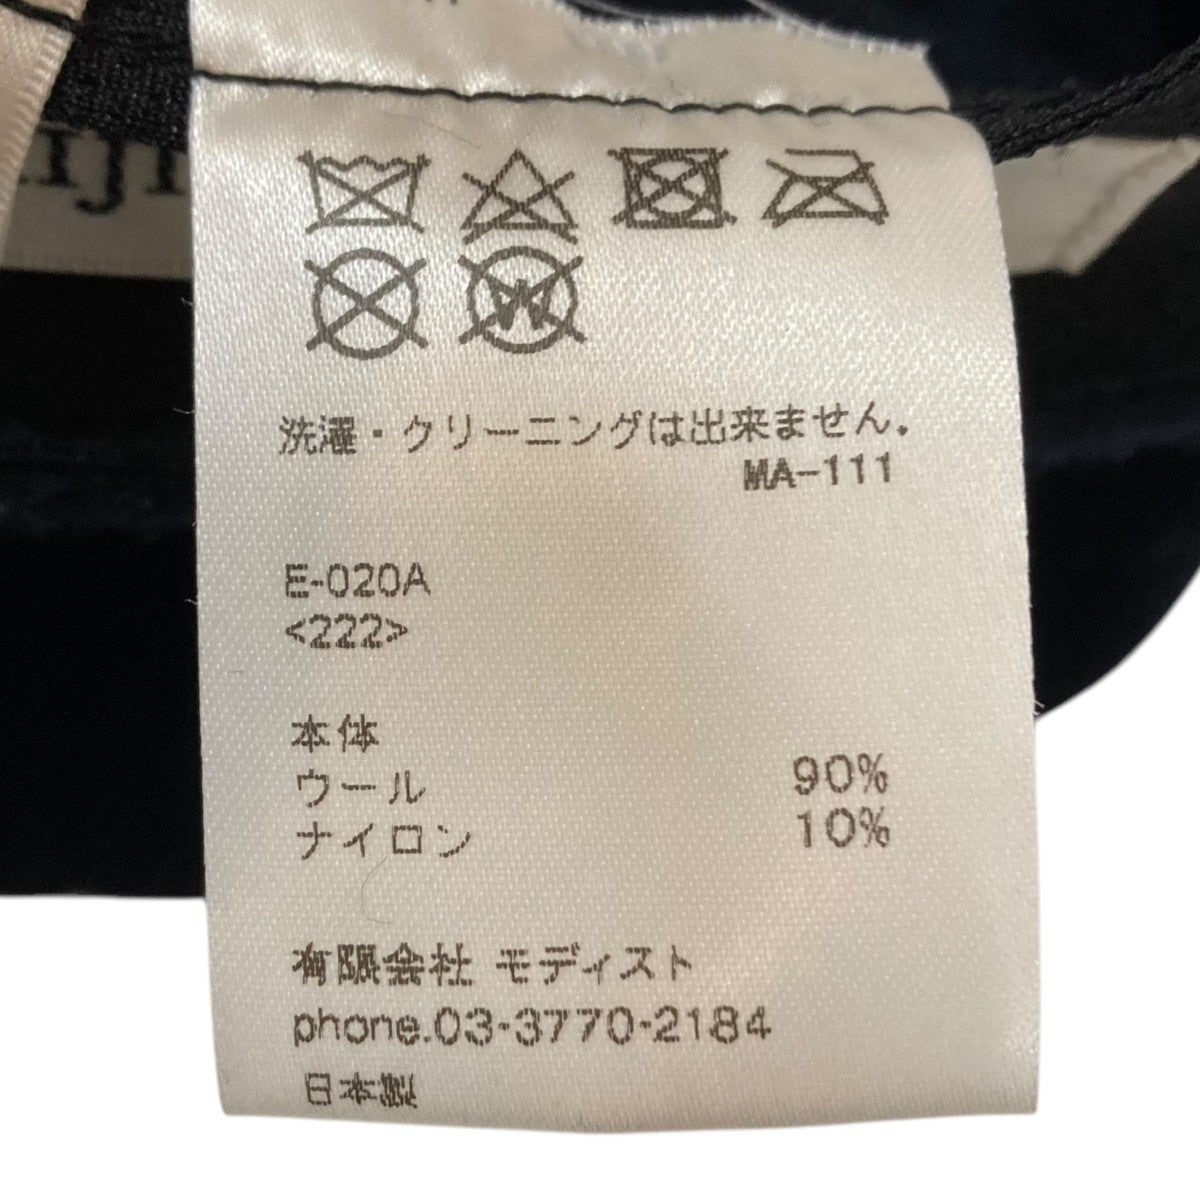 洗濯・クリーニングは出来ません。
MA-111
E-020A
<222>
本体
ウール 90%
ナイロン 10%
有限会社 モディスト
phone.03-3770-2184
日本製